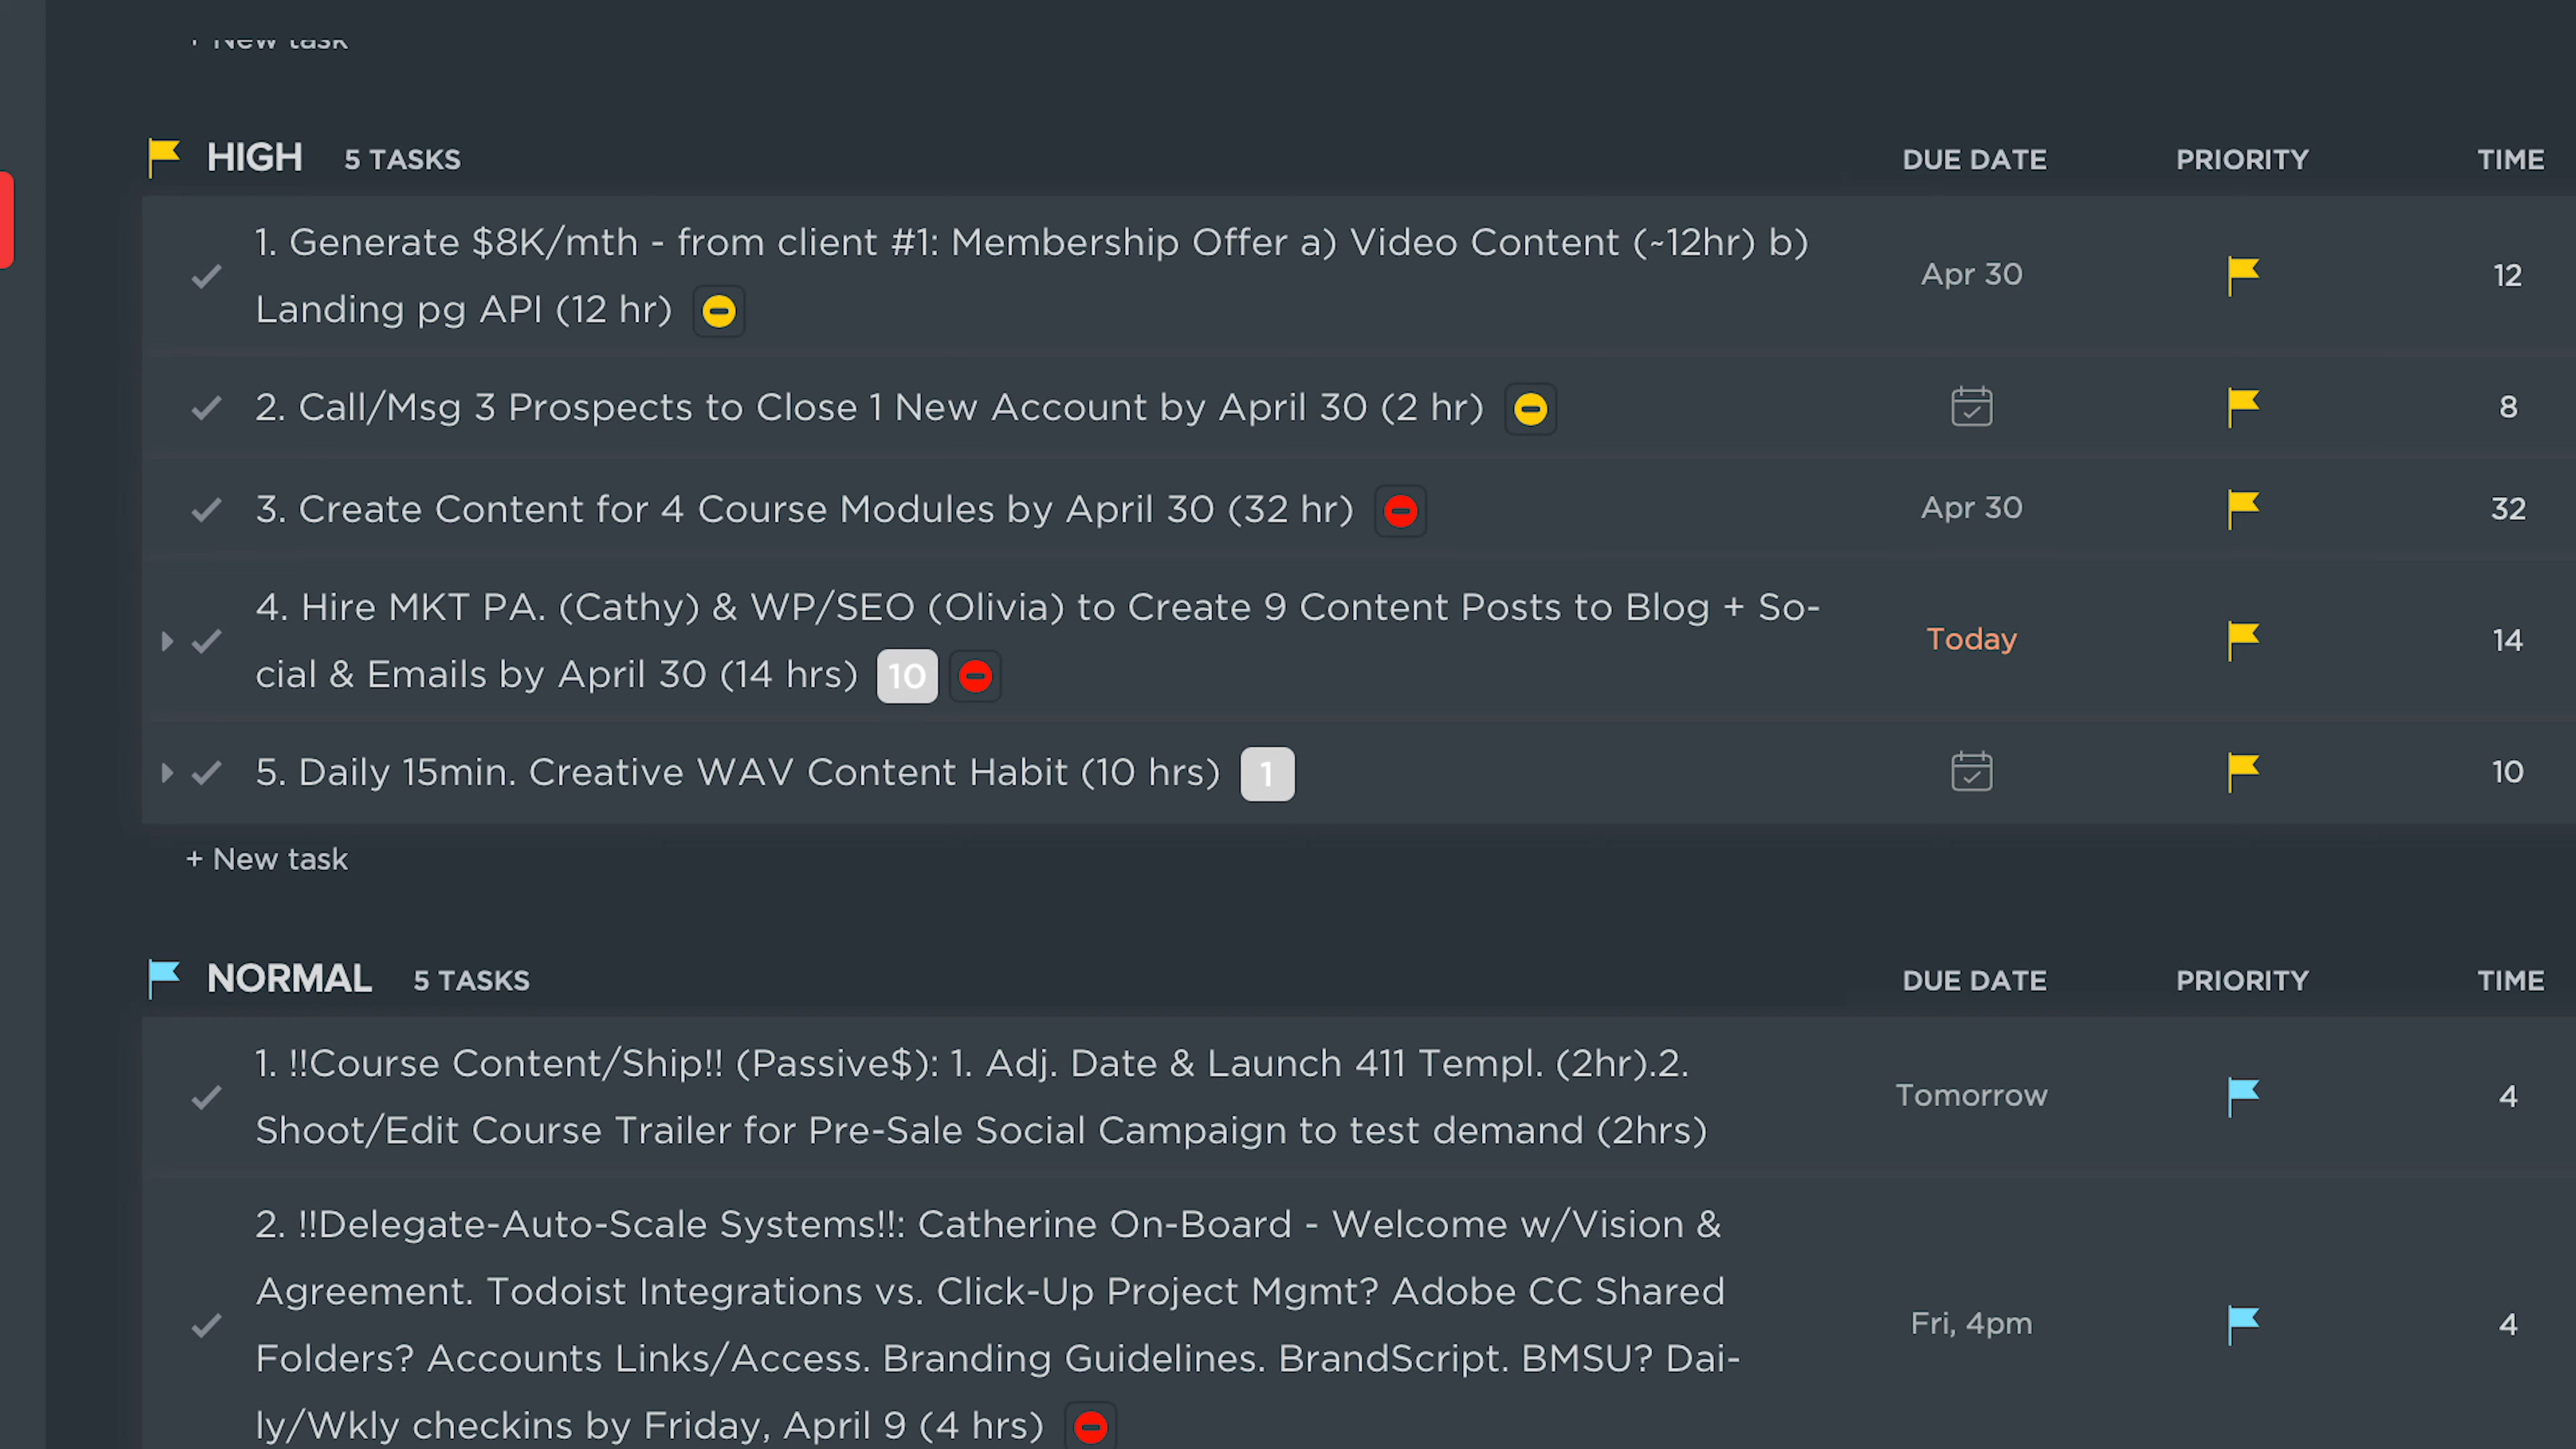 + New task
HIGH 5 TASKS DUE DATE PRIORITY TIME
1. Generate $8K/mth - from client #1: Membership Offer a) Video Content (~12hr) b)
Landing pg API (12 hr)
Apr 30 12
2. Call/Msg 3 Prospects to Close 1 New Account by April 30 (2 hr) 8
3. Create Content for 4 Course Modules by April 30 (32 hr) Apr 30 32
4. Hire MKT PA. (Cathy) & WP/SEO (Olivia) to Create 9 Content Posts to Blog + So-
cial & Emails by April 30 (14 hrs) 10
Today 14
5. Daily 15min. Creative WAV Content Habit (10 hrs) 1 10
+ New task
NORMAL 5 TASKS DUE DATE PRIORITY TIME
1. !!Course Content/Ship!! (Passive$): 1. Adj. Date & Launch 411 Templ. (2hr).2.
Shoot/Edit Course Trailer for Pre-Sale Social Campaign to test demand (2hrs)
Tomorrow 4
2. !!Delegate-Auto-Scale Systems!!: Catherine On-Board - Welcome w/Vision &
Agreement. Todoist Integrations vs. Click-Up Project Mgmt? Adobe CC Shared
Folders? Accounts Links/Access. Branding Guidelines. BrandScript. BMSU? Dai-
ly/Wkly checkins by Friday, April 9 (4 hrs)
Fri, 4pm 4